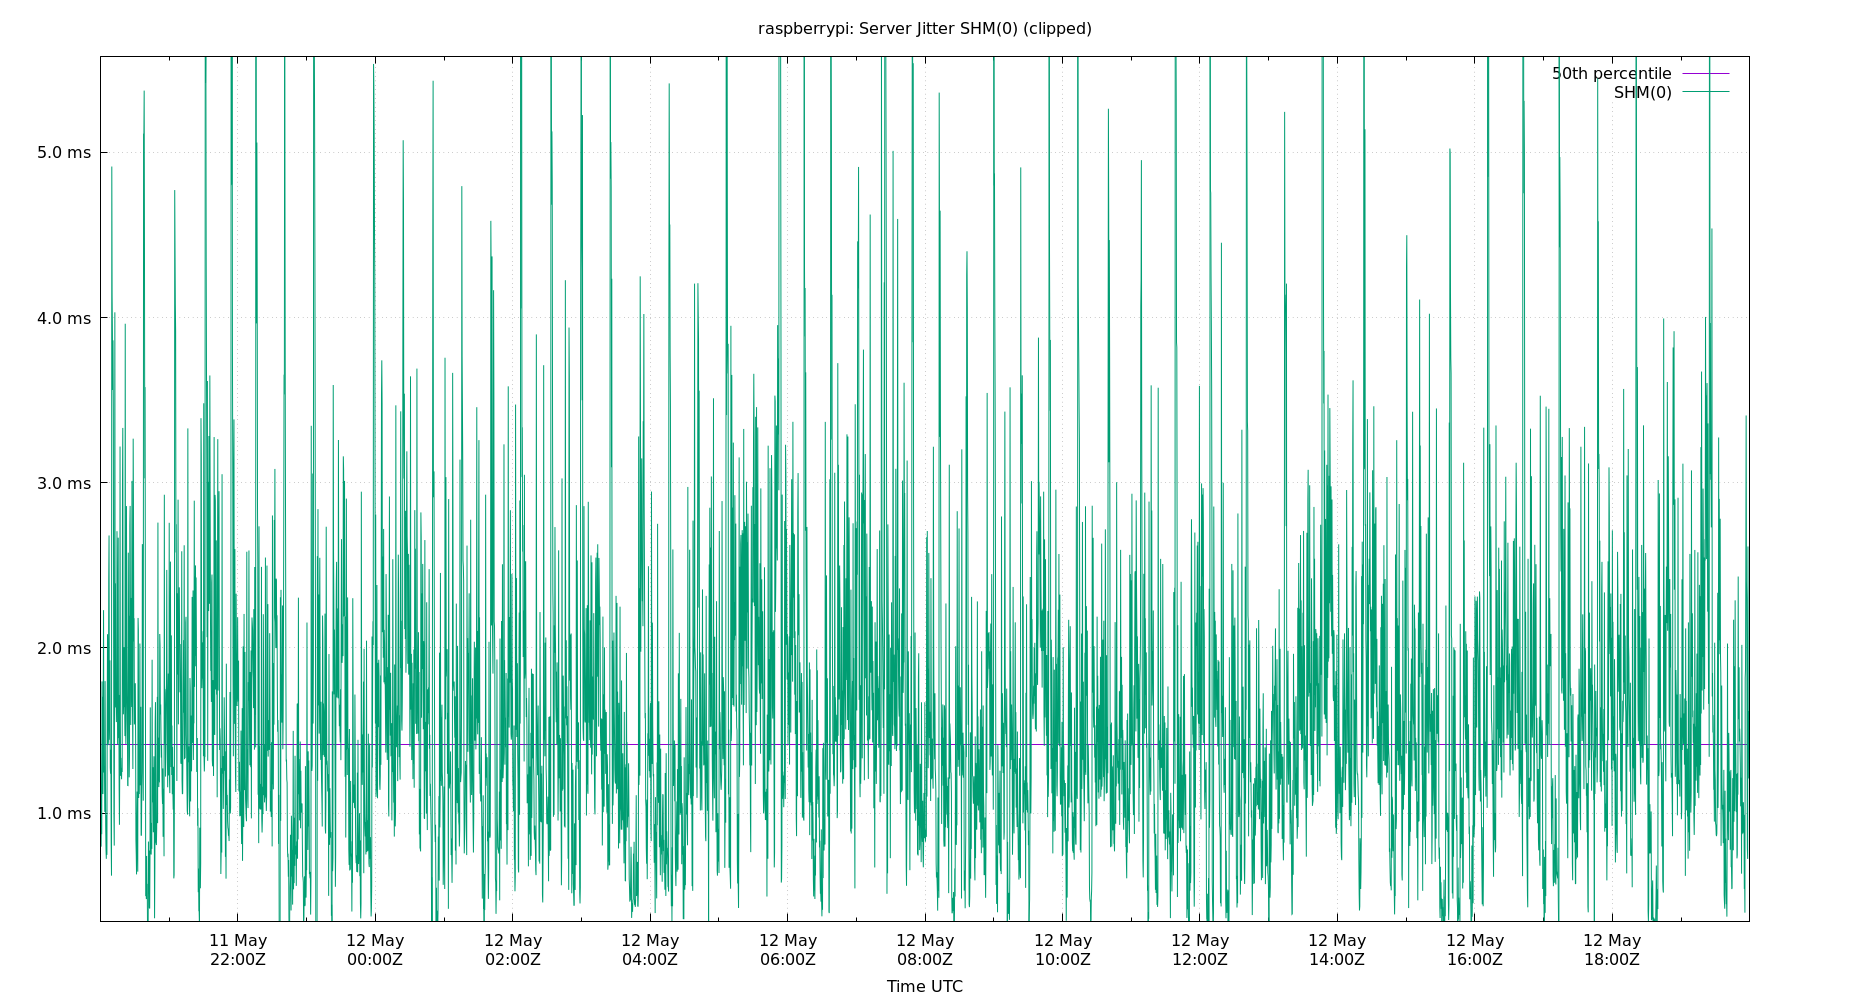 raspberrypi: Server Jitter SHM(0) (clipped)
50th percentile
SHM(0)
5.0 ms
4.0 ms
3.0 ms
2.0 ms
1.0 ms
11 May 12 May 12 May 12 May 12 May 12 May 12 May 12 May 12 May 12 May 12 May
22:00Z 00:00Z 02:00Z 04:00Z 06:00Z 08:00Z 10:00Z 12:00Z 14:00Z 16:00Z 18:00Z
Time UTC